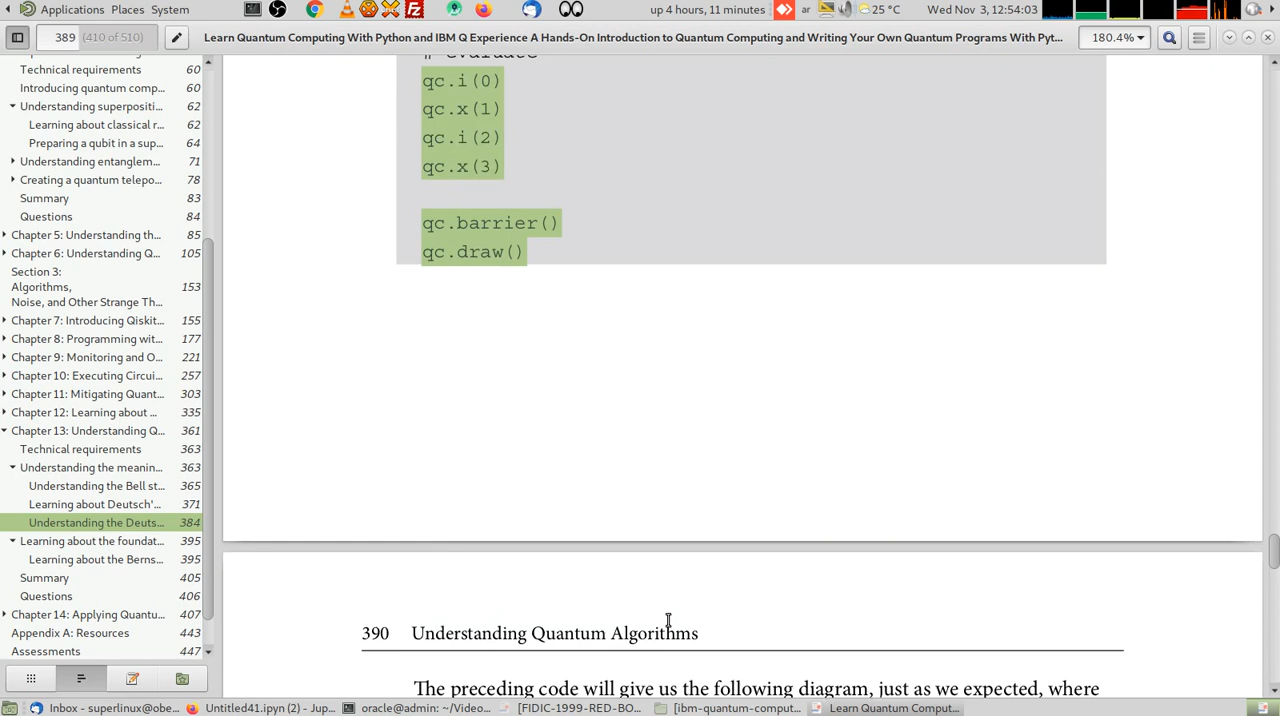 Applications Places System
up 4 hours, 11 minutes
ar
25 °C
Wed Nov 3, 12:54:03
389
(410 of 510)
Learn Quantum Computing With Python and IBM Q Experience A Hands-On Introduction to Quantum Computing and Writing Your Own Quantum Programs With Pyt...
180.4%
Technical requirements 60
Introducing quantum comp... 60
Understanding superpositi... 62
Learning about classical r... 62
Preparing a qubit in a sup... 64
Understanding entanglem... 71
Creating a quantum telepo... 78
Summary 83
Questions 84
Chapter 5: Understanding th... 85
Chapter 6: Understanding Q... 105
Section 3:
Algorithms, 153
Noise, and Other Strange Th...
Chapter 7: Introducing Qiskit... 155
Chapter 8: Programming wit... 177
Chapter 9: Monitoring and O... 221
Chapter 10: Executing Circui... 257
Chapter 11: Mitigating Quant... 303
Chapter 12: Learning about ... 335
Chapter 13: Understanding Q... 361
Technical requirements 363
Understanding the meanin... 363
Understanding the Bell st... 365
Learning about Deutsch'... 371
Understanding the Deuts... 384
Learning about the foundat... 395
Learning about the Berns... 395
Summary 405
Questions 406
Chapter 14: Applying Quantu... 407
Appendix A: Resources 443
Assessments 447
# evaluate
qc.i(0)
qc.x(1)
qc.i(2)
qc.x(3)
qc.barrier()
qc.draw()
390 Understanding Quantum Algorithms
The preceding code will give us the following diagram, just as we expected, where
Inbox - superlinux@obe...
Untitled41.ipyn (2) - Jup...
oracle@admin: ~/Video...
[FIDIC-1999-RED-BO...
[ibm-quantum-comput...
Learn Quantum Comput...